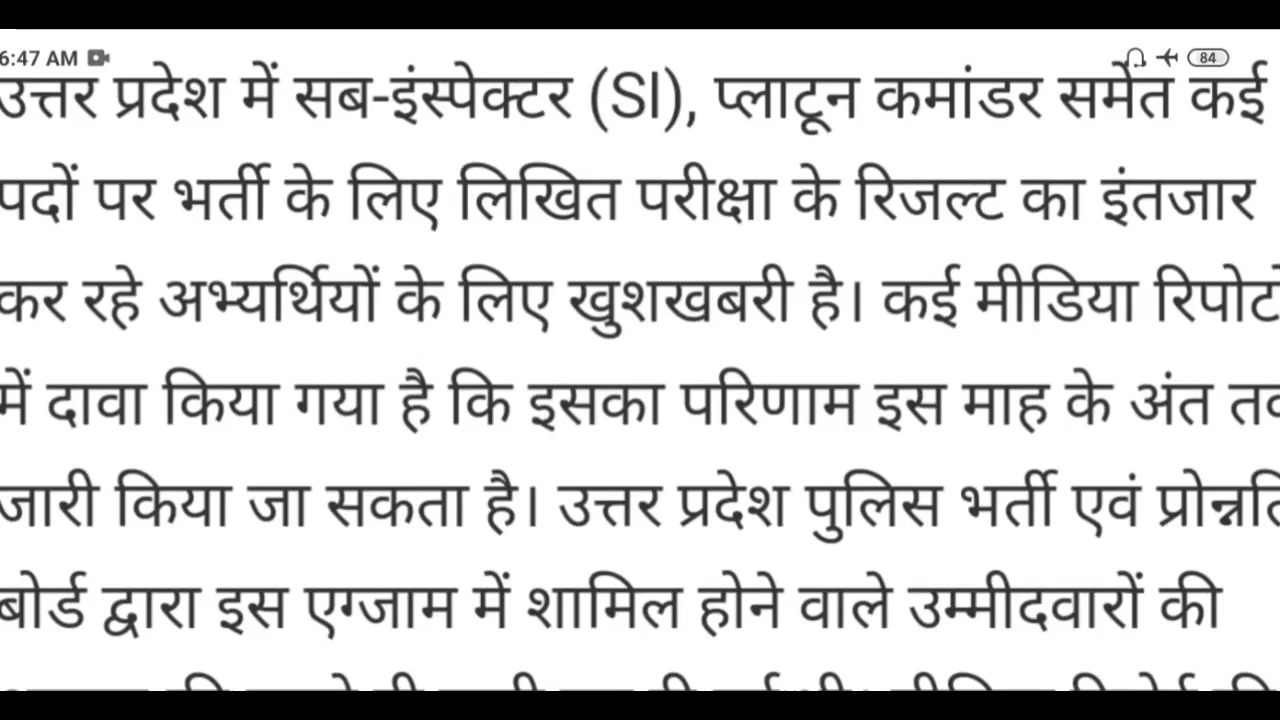 6:47 AM
84
उत्तर प्रदेश में सब-इंस्पेक्टर (SI), प्लाटून कमांडर समेत कई
पदों पर भर्ती के लिए लिखित परीक्षा के रिजल्ट का इंतजार
कर रहे अभ्यर्थियों के लिए खुशखबरी है। कई मीडिया
में दावा किया गया है कि इसका परिणाम इस माह के अंत
जारी किया जा सकता है। उत्तर प्रदेश पुलिस भर्ती एवं
बोर्ड द्वारा इस एग्जाम में शामिल होने वाले उम्मीदवारों की